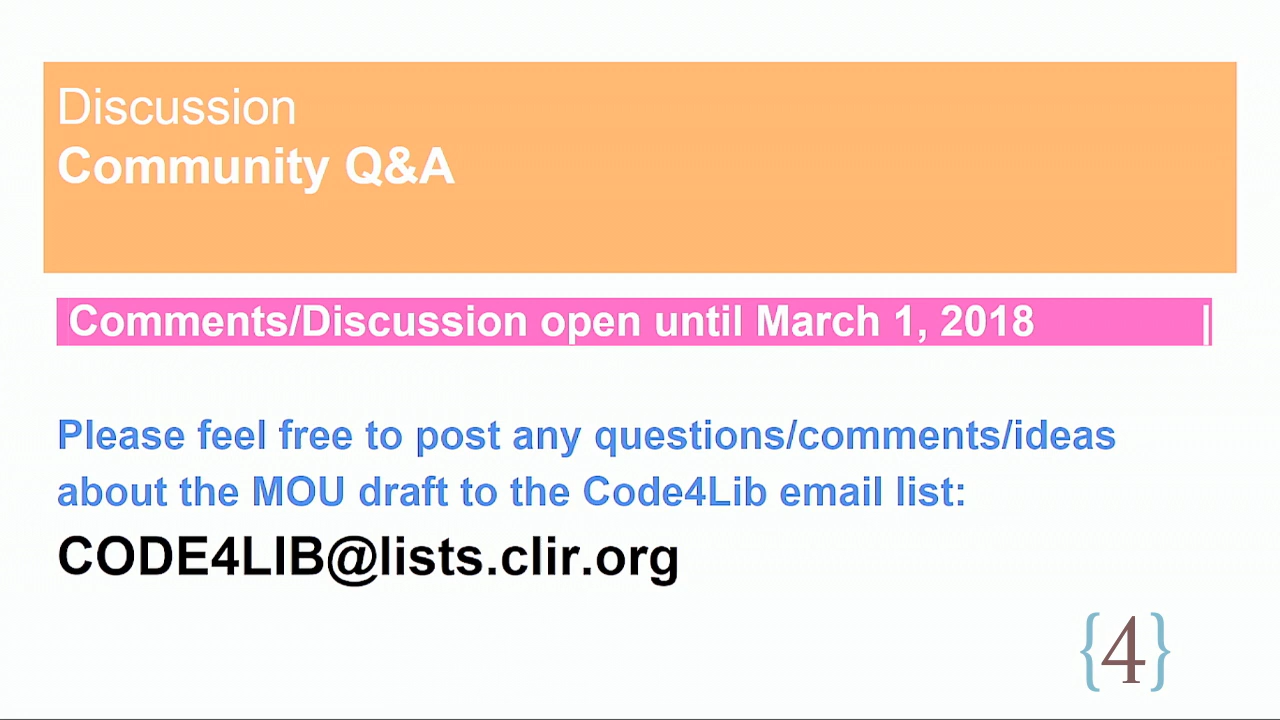 Discussion
Community Q&A
Comments/Discussion open until March 1, 2018 |
Please feel free to post any questions/comments/ideas
about the MOU draft to the Code4Lib email list:
CODE4LIB@lists.clir.org
{4}